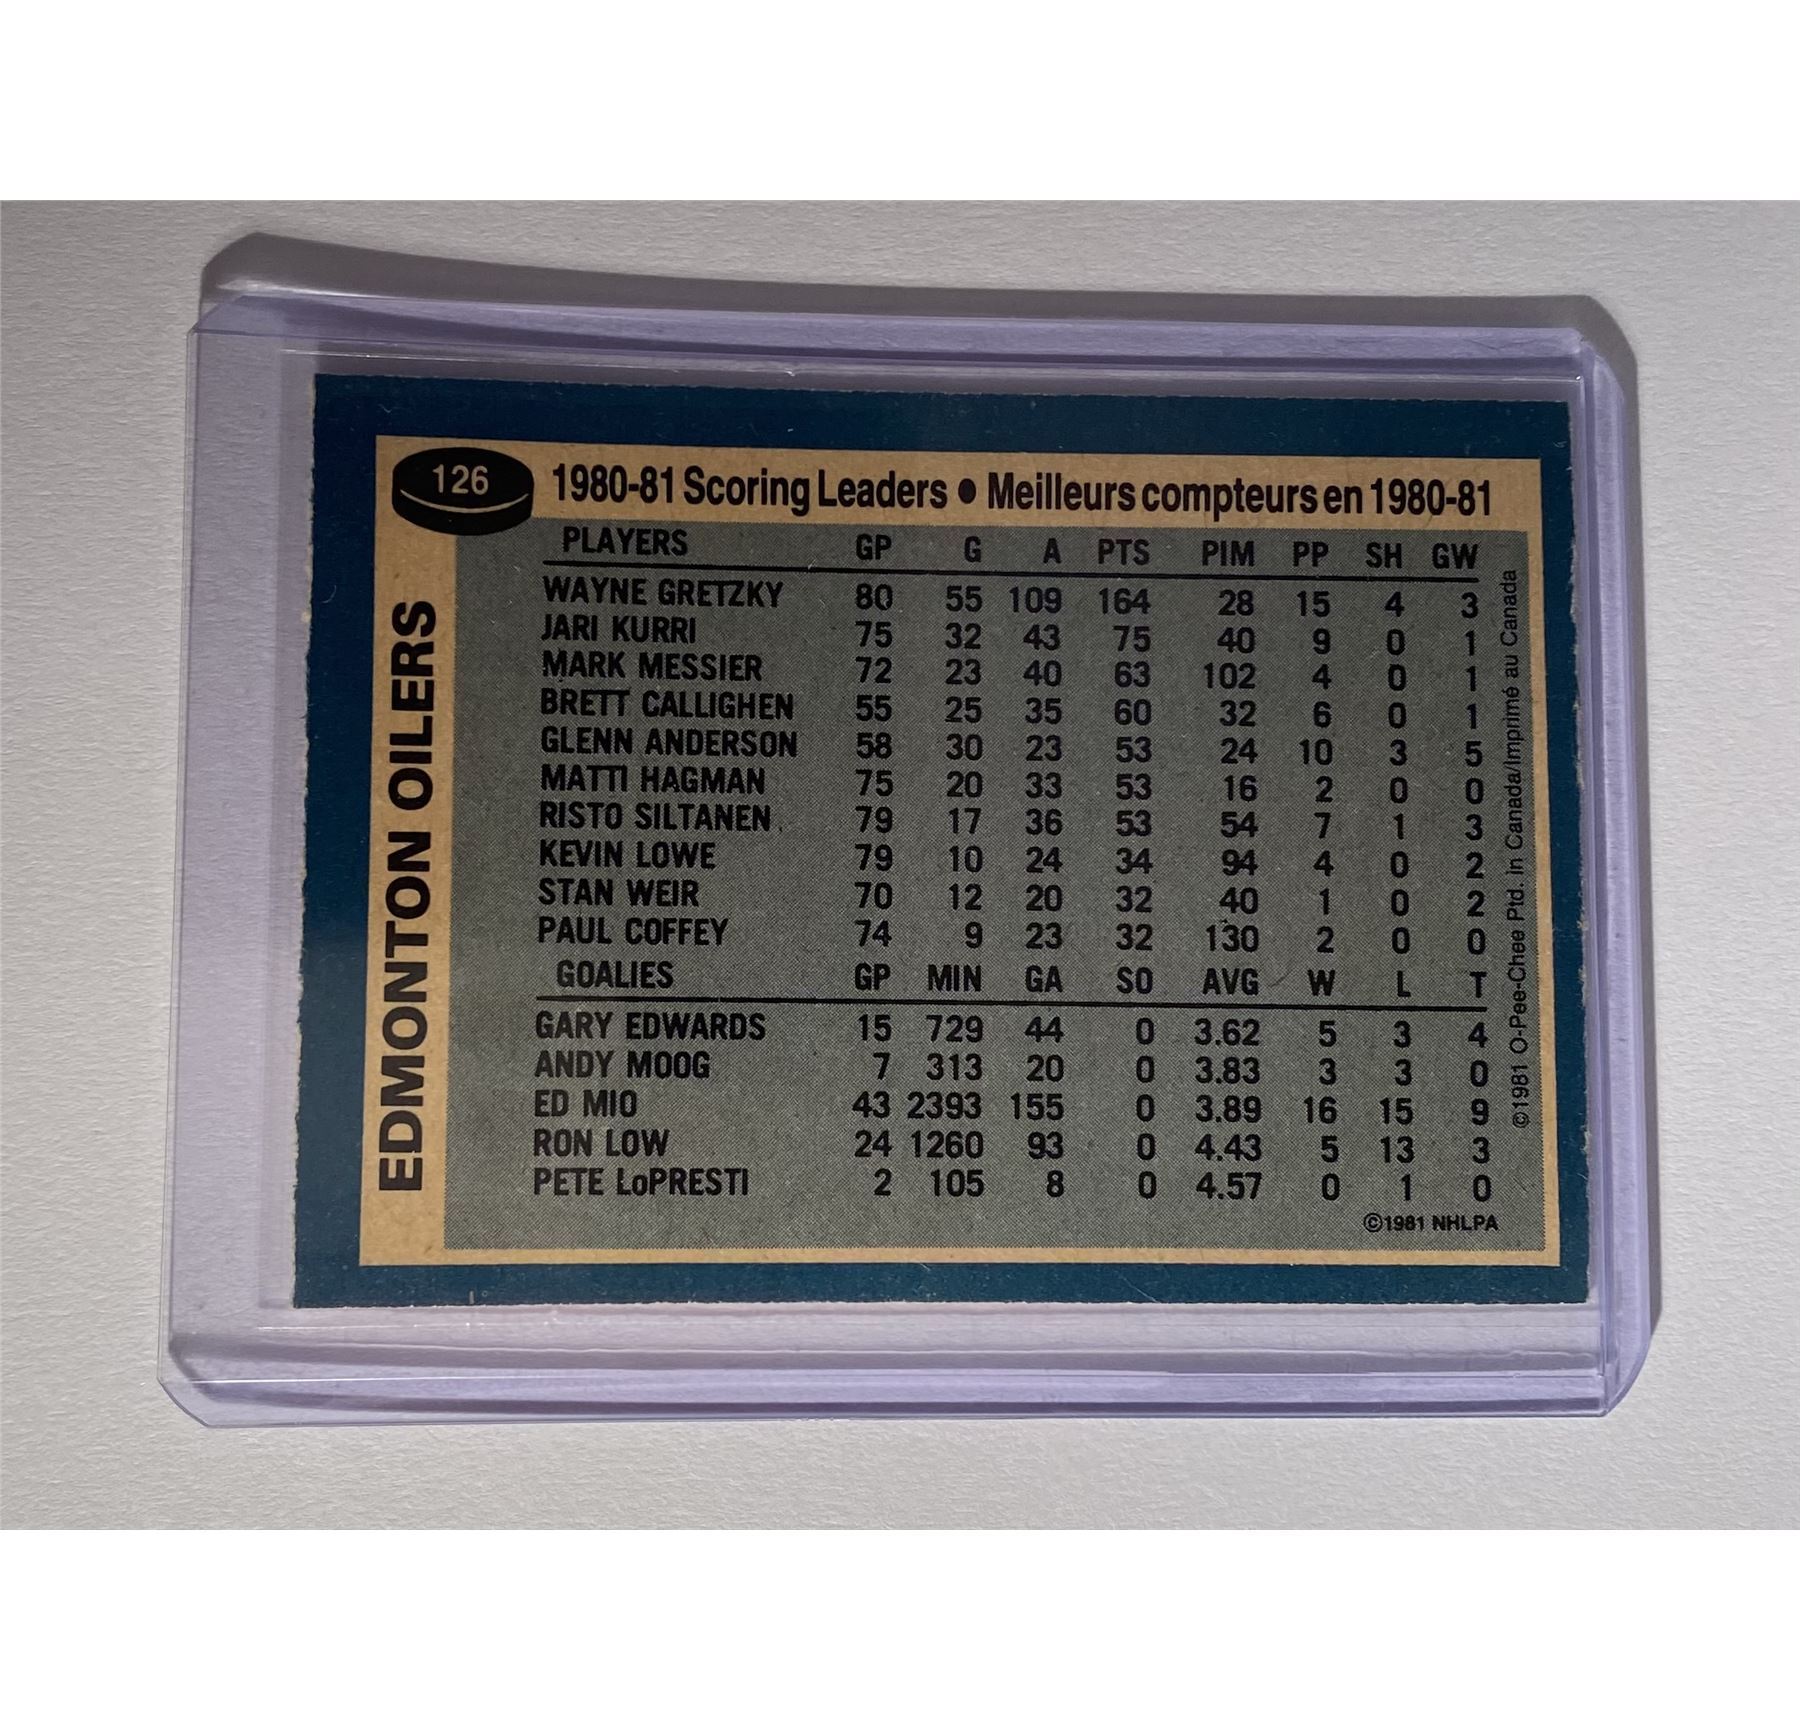 126
1980-81 Scoring Leaders • Meilleurs compteurs en 1980-81
EDMONTON OILERS
PLAYERS GP G A PTS PIM PP SH GW
WAYNE GRETZKY 80 55 109 164 28 15 4 3
JARI KURRI 75 32 43 75 40 9 0 1
MARK MESSIER 72 23 40 63 102 4 0 1
BRETT CALLIGHEN 55 25 35 60 32 6 0 1
GLENN ANDERSON 58 30 23 53 24 10 3 5
MATTI HAGMAN 75 20 33 53 16 2 0 0
RISTO SILTANEN 79 17 36 53 54 7 1 3
KEVIN LOWE 79 10 24 34 94 4 0 2
STAN WEIR 70 12 20 32 40 1 0 2
PAUL COFFEY 74 9 23 32 130 2 0 0
GOALIES GP MIN GA SO AVG W L T
GARY EDWARDS 15 729 44 0 3.62 5 3 4
ANDY MOOG 7 313 20 0 3.83 3 3 0
ED MIO 43 2393 155 0 3.89 16 15 9
RON LOW 24 1260 93 0 4.43 5 13 3
PETE LoPRESTI 2 105 8 0 4.57 0 1 0
©1981 NHLPA
©1981 O-Pee-Chee Ptd. in Canada/Imprimé au Canada